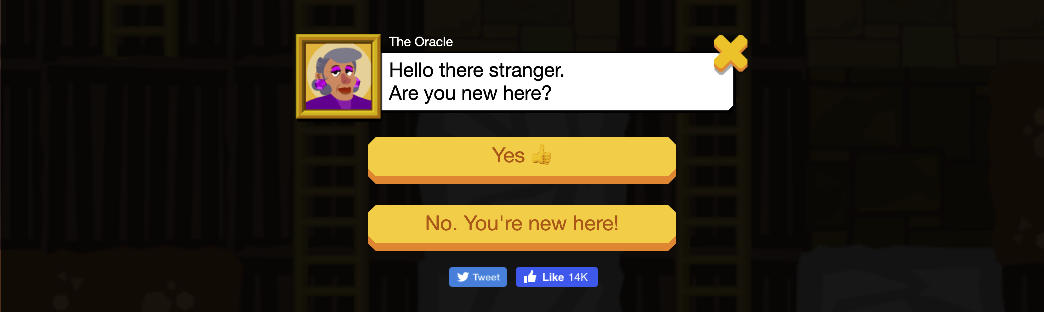 The Oracle
Hello there stranger.
Are you new here?
Yes 👍
No. You're new here!
Tweet
Like 14K